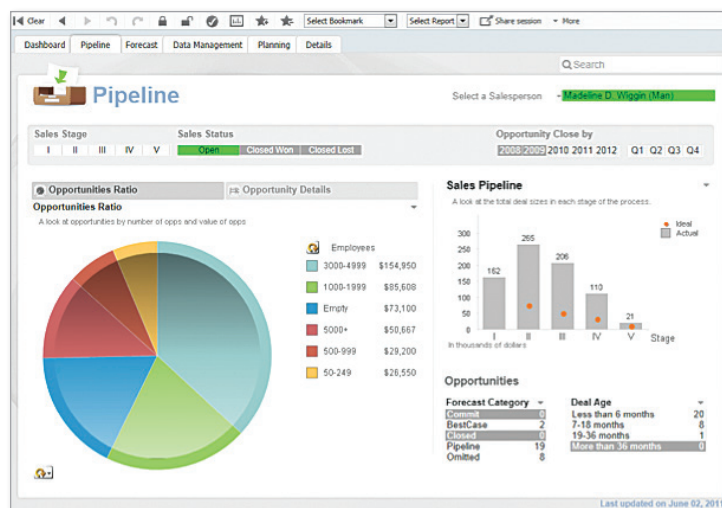 Clear Select Bookmark Select Report Share session More
Dashboard Pipeline Forecast Data Management Planning Details
Search
Pipeline
Select a Salesperson Madeline D. Wiggin (Man)
Sales Stage Sales Status Opportunity Close by
I II III IV V Open Closed Won Closed Lost 2008 2009 2010 2011 2012 Q1 Q2 Q3 Q4
Opportunities Ratio Opportunity Details
Opportunities Ratio
A look at opportunities by number of opps and value of opps
Employees
3000-4999 $154,950
1000-1999 $85,608
Empty $73,100
5000+ $50,667
500-999 $29,200
50-249 $26,550
Sales Pipeline
A look at the total deal sizes in each stage of the process.
Ideal
Actual
300
250
200
150
100
50
0
162
265
206
110
21
I II III IV V Stage
In thousands of dollars
Opportunities
Forecast Category
Commit 0
BestCase 2
Closed 0
Pipeline 19
Omitted 8
Deal Age
Less than 6 months 20
7-18 months 8
19-36 months 1
More than 36 months 0
Last updated on June 02, 2011